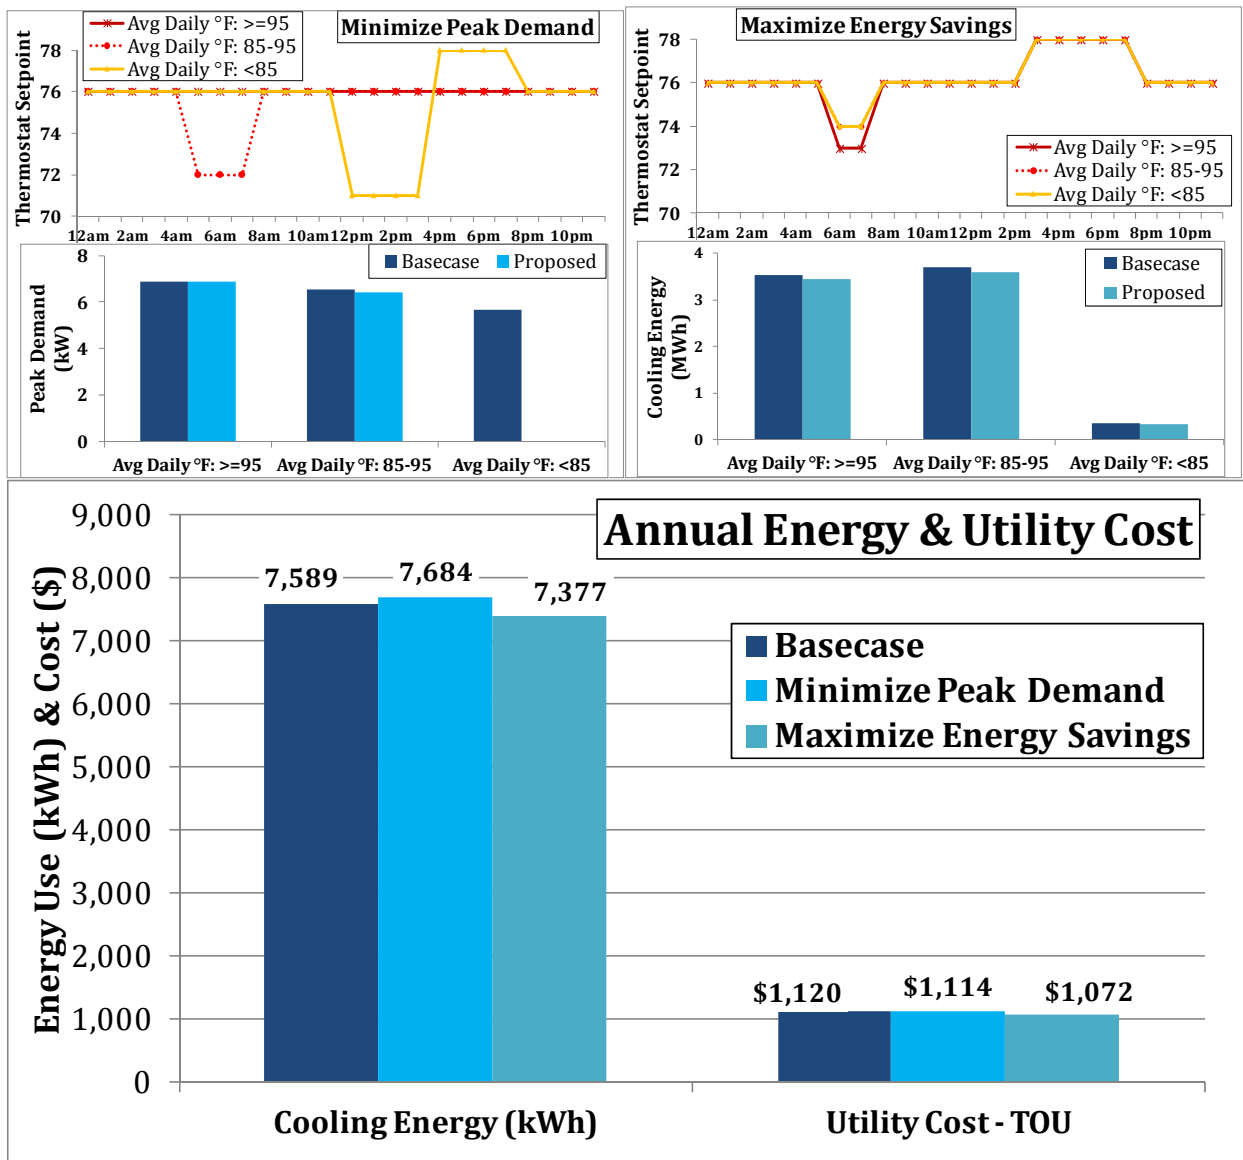 Minimize Peak Demand
Avg Daily °F: >=95
Avg Daily °F: 85-95
Avg Daily °F: <85
Thermostat Setpoint
78
76
74
72
70
12am 2am 4am 6am 8am 10am 12pm 2pm 4pm 6pm 8pm 10pm
Basecase Proposed
Peak Demand
(kW)
8
6
4
2
0
Avg Daily °F: >=95 Avg Daily °F: 85-95 Avg Daily °F: <85
Maximize Energy Savings
Thermostat Setpoint
78
76
74
72
70
Avg Daily °F: >=95
Avg Daily °F: 85-95
Avg Daily °F: <85
12am 2am 4am 6am 8am 10am 12pm 2pm 4pm 6pm 8pm 10pm
Cooling Energy
(MWh)
4
3
2
1
0
Basecase
Proposed
Avg Daily °F: >=95 Avg Daily °F: 85-95 Avg Daily °F: <85
Annual Energy & Utility Cost
Energy Use (kWh) & Cost ($)
9,000
8,000
7,000
6,000
5,000
4,000
3,000
2,000
1,000
0
7,589 7,684 7,377
Basecase
Minimize Peak Demand
Maximize Energy Savings
$1,120 $1,114 $1,072
Cooling Energy (kWh) Utility Cost - TOU